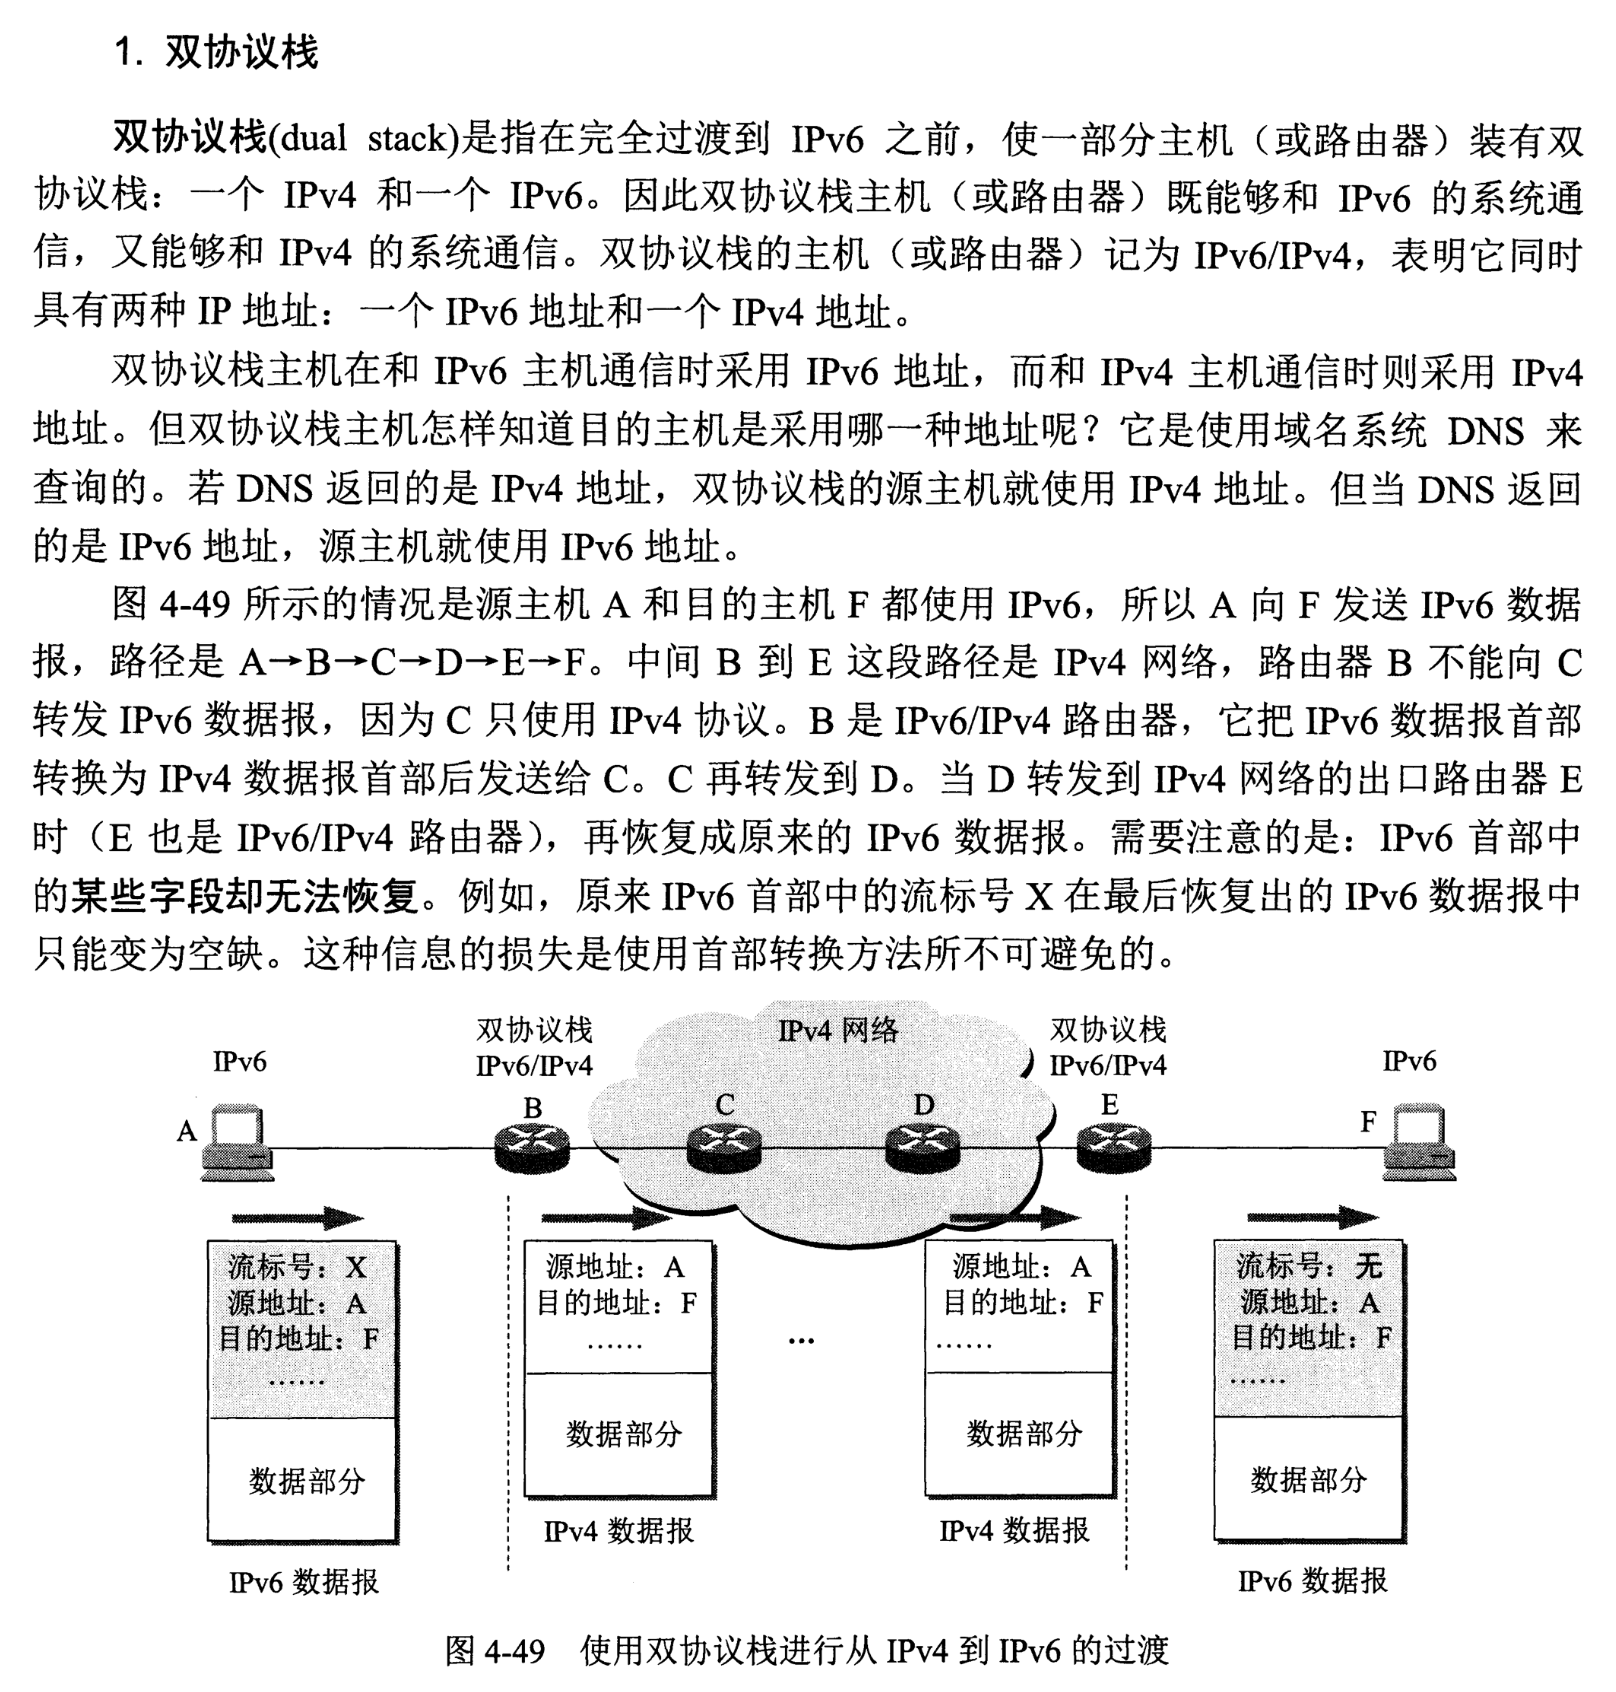 1. 双协议栈
双协议栈(dual stack)是指在完全过渡到 IPv6 之前，使一部分主机（或路由器）装有双
协议栈：一个 IPv4 和一个 IPv6。因此双协议栈主机（或路由器）既能够和 IPv6 的系统通
信，又能够和 IPv4 的系统通信。双协议栈的主机（或路由器）记为 IPv6/IPv4，表明它同时
具有两种 IP 地址：一个 IPv6 地址和一个 IPv4 地址。
双协议栈主机在和 IPv6 主机通信时采用 IPv6 地址，而和 IPv4 主机通信时则采用 IPv4
地址。但双协议栈主机怎样知道目的主机是采用哪一种地址呢？它是使用域名系统 DNS 来
查询的。若 DNS 返回的是 IPv4 地址，双协议栈的源主机就使用 IPv4 地址。但当 DNS 返回
的是 IPv6 地址，源主机就使用 IPv6 地址。
图 4-49 所示的情况是源主机 A 和目的主机 F 都使用 IPv6，所以 A 向 F 发送 IPv6 数据
报，路径是 A→B→C→D→E→F。中间 B 到 E 这段路径是 IPv4 网络，路由器 B 不能向 C
转发 IPv6 数据报，因为 C 只使用 IPv4 协议。B 是 IPv6/IPv4 路由器，它把 IPv6 数据报首部
转换为 IPv4 数据报首部后发送给 C。C 再转发到 D。当 D 转发到 IPv4 网络的出口路由器 E
时（E 也是 IPv6/IPv4 路由器），再恢复成原来的 IPv6 数据报。需要注意的是：IPv6 首部中
的某些字段却无法恢复。例如，原来 IPv6 首部中的流标号 X 在最后恢复出的 IPv6 数据报中
只能变为空缺。这种信息的损失是使用首部转换方法所不可避免的。
双协议栈 IPv4 网络 双协议栈
IPv6 IPv6/IPv4 IPv6/IPv4 IPv6
A B C D E F
流标号：X
源地址：A
目的地址：F
……
数据部分
IPv6 数据报
源地址：A
目的地址：F
……
数据部分
IPv4 数据报
…
源地址：A
目的地址：F
……
数据部分
IPv4 数据报
流标号：无
源地址：A
目的地址：F
……
数据部分
IPv6 数据报
图 4-49 使用双协议栈进行从 IPv4 到 IPv6 的过渡